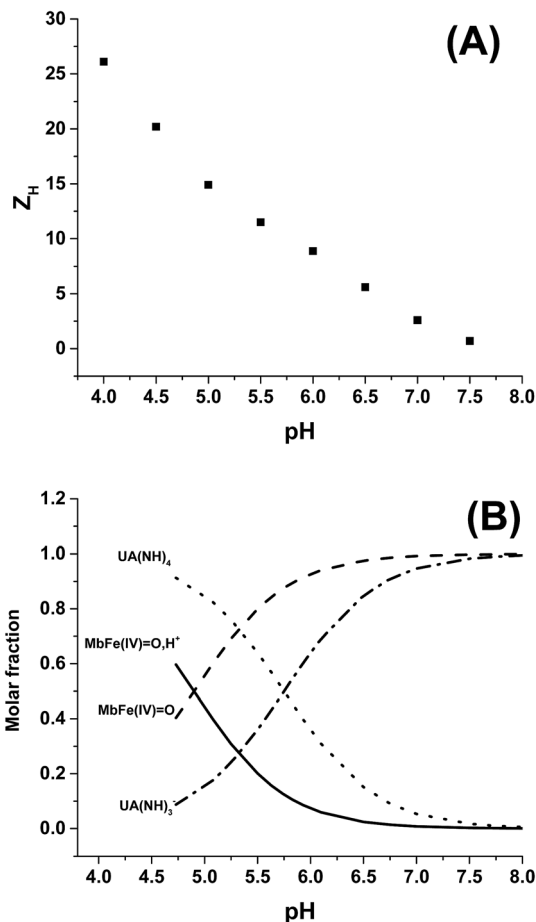 (A)
30
25
20
15
10
5
0
Z_H
4.0 4.5 5.0 5.5 6.0 6.5 7.0 7.5 8.0
pH
(B)
1.2
1.0
0.8
0.6
0.4
0.2
0.0
Molar fraction
UA(NH)₄
MbFe(IV)=O,H⁺
MbFe(IV)=O
UA(NH)₃⁻
4.0 4.5 5.0 5.5 6.0 6.5 7.0 7.5 8.0
pH